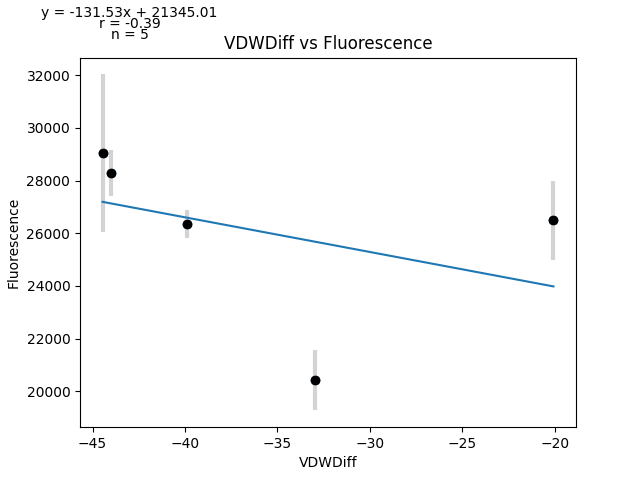 y = -131.53x + 21345.01
r = -0.39
n = 5
VDWDiff vs Fluorescence
32000
30000
28000
26000
24000
22000
20000
Fluorescence
−45
−40
−35
−30
−25
−20
VDWDiff